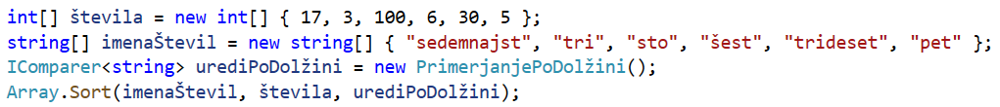 int[] števila = new int[] { 17, 3, 100, 6, 30, 5 };
string[] imenaŠtevil = new string[] { "sedemnajst", "tri", "sto", "šest", "trideset", "pet" };
IComparer<string> urediPoDolžini = new PrimerjanjePoDolžini();
Array.Sort(imenaŠtevil, števila, urediPoDolžini);